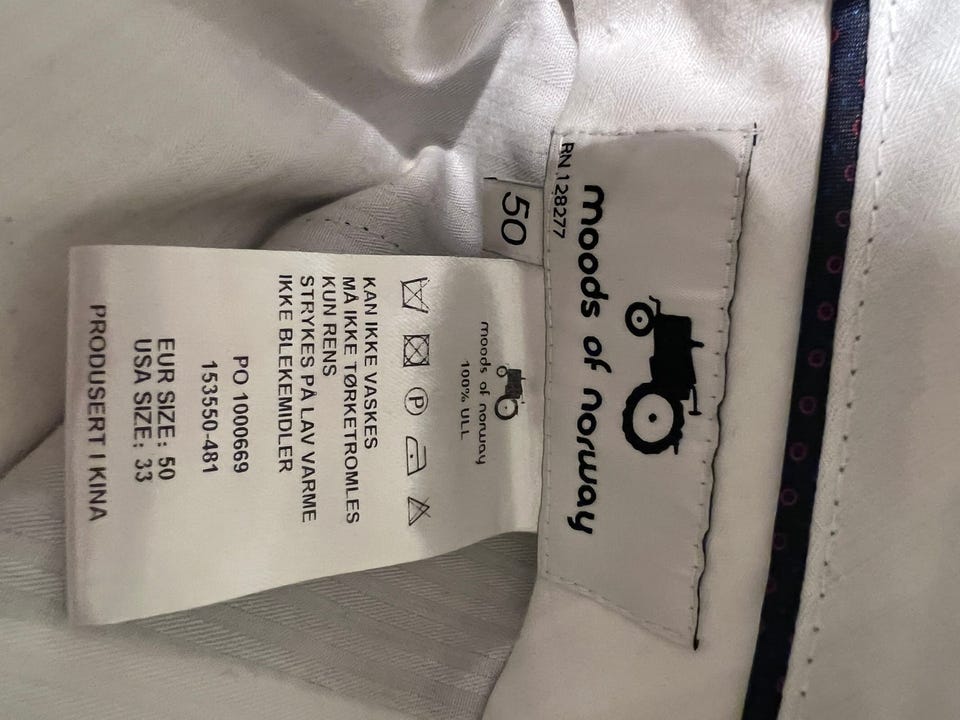 moods of norway
RN 128277
50
moods of norway
100% ULL
KAN IKKE VASKES
MÅ IKKE TØRKETROMLES
KUN RENS
STRYKES PÅ LAV VARME
IKKE BLEKEMIDLER
PO 1000669
153550-481
EUR SIZE: 50
USA SIZE: 33
PRODUSERT I KINA